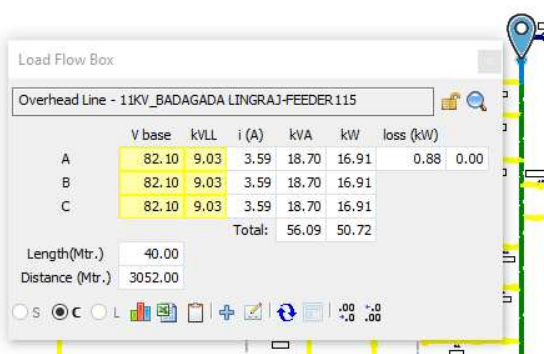 Load Flow Box
Overhead Line - 11KV_BADAGADA LINGRAJ-FEEDER115
V base kVLL i (A) kVA kW loss (kW)
A 82.10 9.03 3.59 18.70 16.91 0.88 0.00
B 82.10 9.03 3.59 18.70 16.91
C 82.10 9.03 3.59 18.70 16.91
Total: 56.09 50.72
Length(Mtr.) 40.00
Distance (Mtr.) 3052.00
S C L .00 +.0 +.0 .00